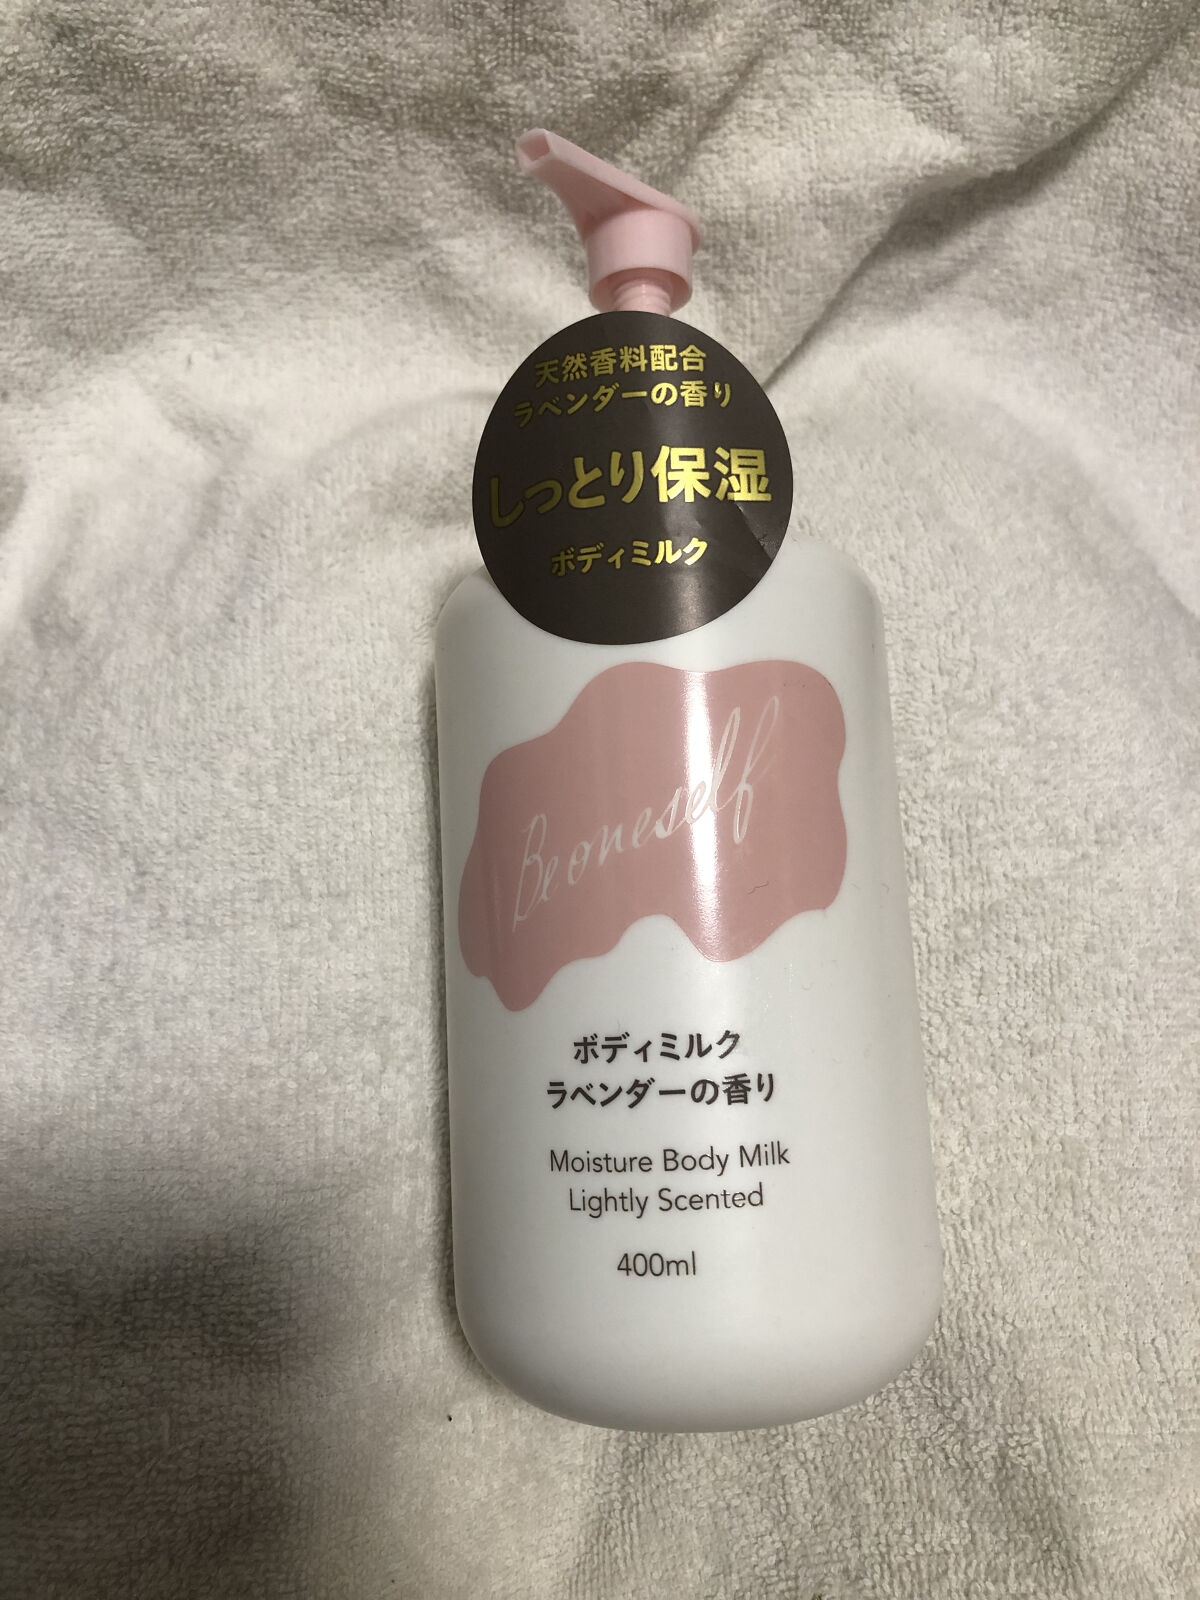 天然香料配合
ラベンダーの香り
しっとり保湿
ボディミルク
Beoneself
ボディミルク
ラベンダーの香り
Moisture Body Milk
Lightly Scented
400ml